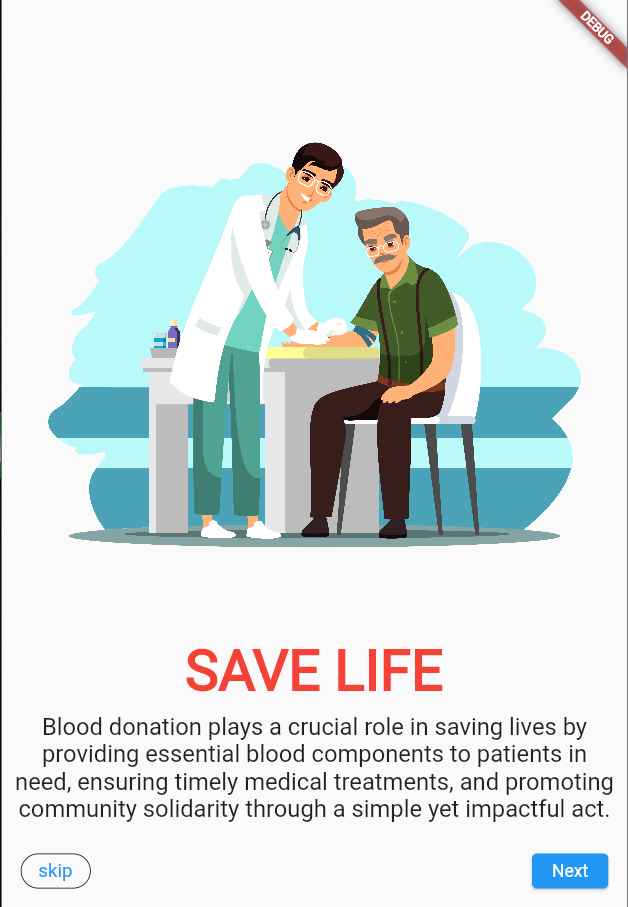 DEBUG
SAVE LIFE
Blood donation plays a crucial role in saving lives by
providing essential blood components to patients in
need, ensuring timely medical treatments, and promoting
community solidarity through a simple yet impactful act.
skip
Next